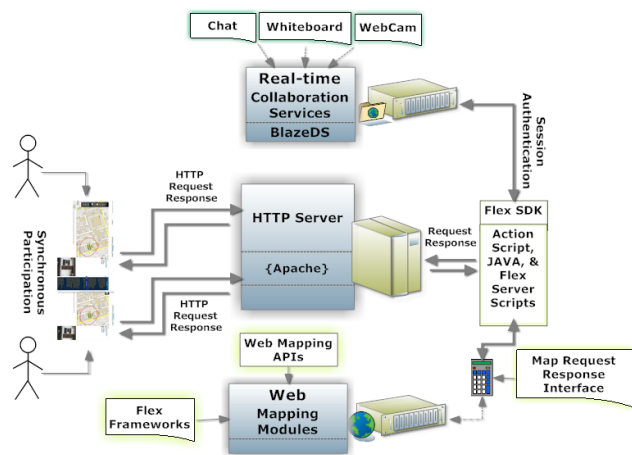 Chat
Whiteboard
WebCam
Real-time
Collaboration
Services
BlazeDS
Session
Authentication
HTTP
Request
Response
HTTP Server
{Apache}
Request
Response
Flex SDK
Action
Script,
JAVA, &
Flex
Server
Scripts
Synchronous
Participation
HTTP
Request
Response
Web Mapping
APIs
Map Request
Response
Interface
Flex
Frameworks
Web
Mapping
Modules